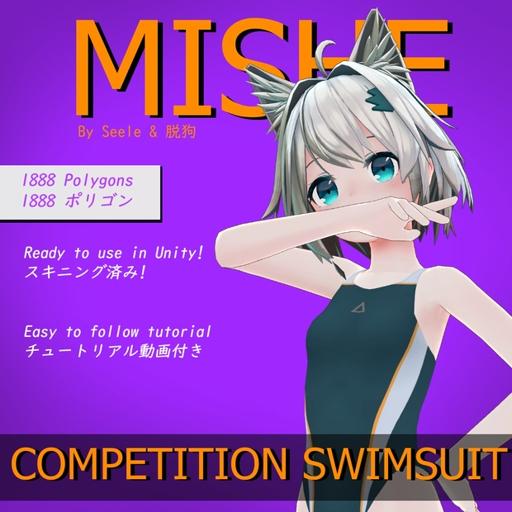 MISHE
By Seele & 脱狗
1888 Polygons
1888 ポリゴン
Ready to use in Unity!
スキニング済み!
Easy to follow tutorial
チュートリアル動画付き
COMPETITION SWIMSUIT